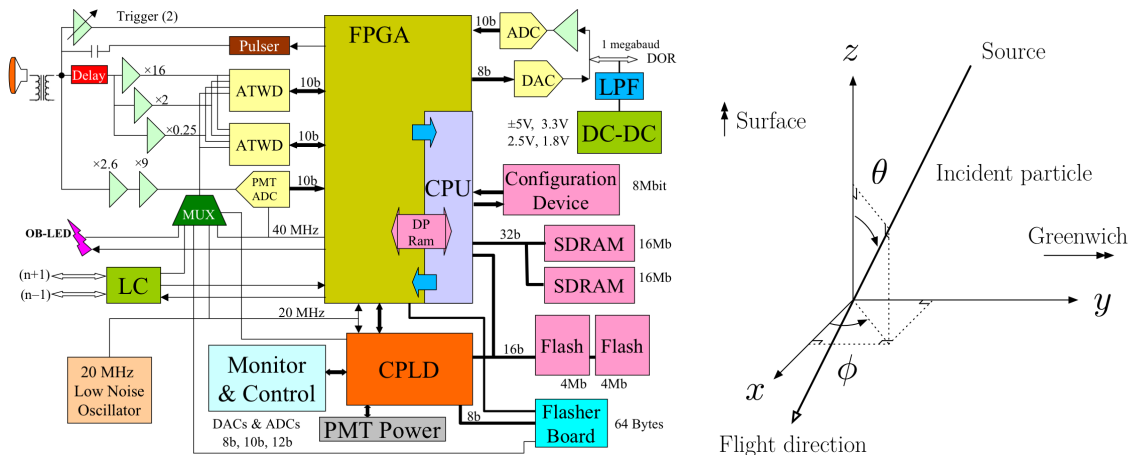 Trigger (2)
FPGA
10b
ADC
1 megabaud
DOR
Pulser
8b
DAC
LPF
Delay
×16
×2
×0.25
ATWD
10b
ATWD
10b
±5V, 3.3V
2.5V, 1.8V
DC-DC
×2.6
×9
PMT
ADC
10b
CPU
Configuration
Device
8Mbit
MUX
OB-LED
40 MHz
DP
Ram
32b
SDRAM
16Mb
SDRAM
16Mb
(n+1)
(n−1)
LC
20 MHz
20 MHz
Low Noise
Oscillator
Monitor
& Control
DACs & ADCs
8b, 10b, 12b
CPLD
PMT Power
16b
Flash
Flash
4Mb
4Mb
8b
Flasher
Board
64 Bytes
z
Source
Surface
θ
Incident particle
Greenwich
y
x
ϕ
Flight direction